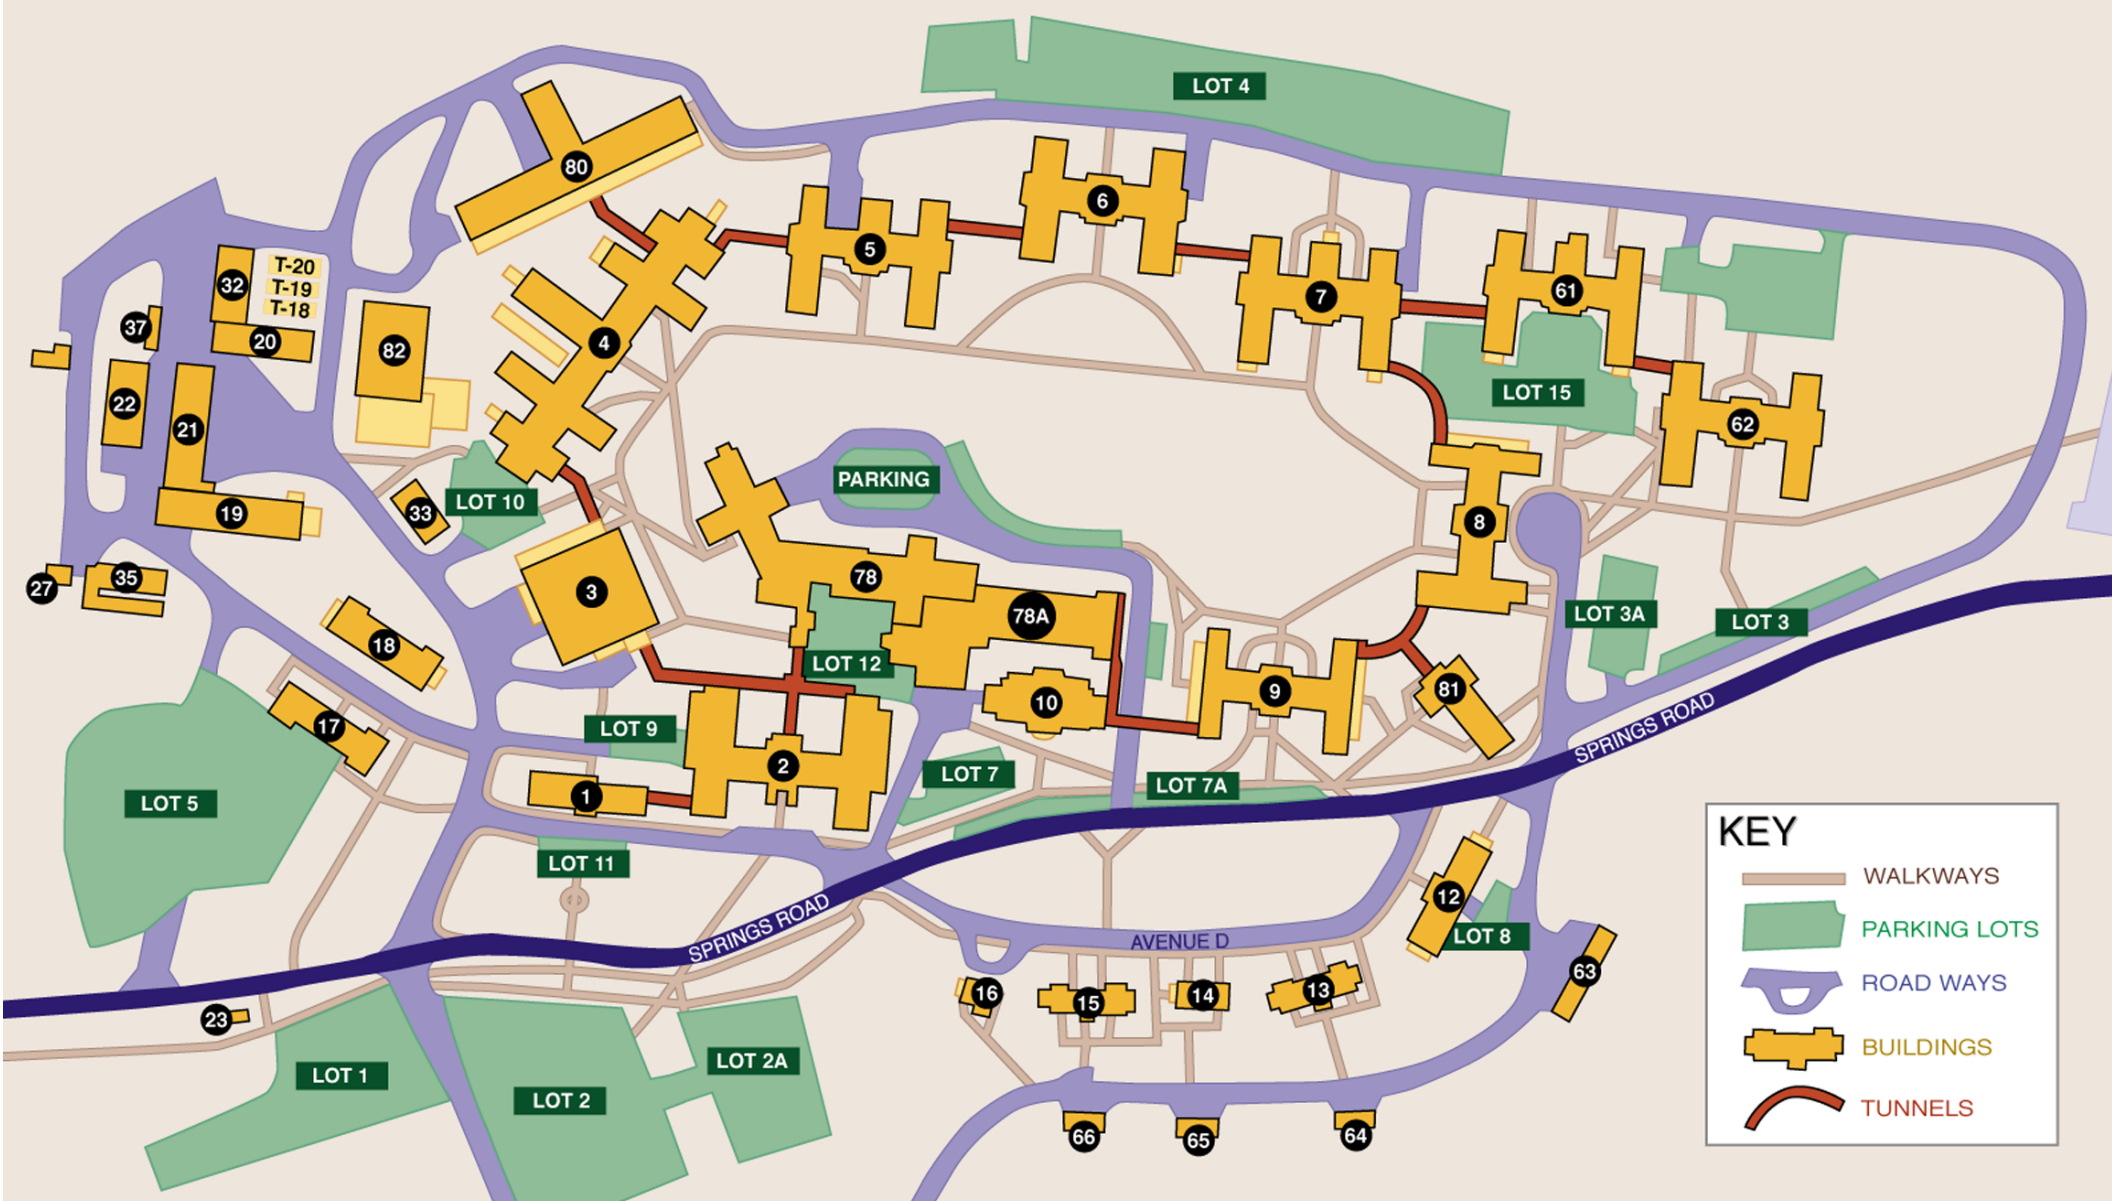 LOT 4
80
6
5
T-20
32
T-19
T-18
61
7
37
20
4
82
LOT 15
22
62
21
PARKING
LOT 10
33
19
8
78
35
27
3
78A
LOT 3A
LOT 3
18
LOT 12
81
9
10
17
LOT 9
SPRINGS ROAD
2
LOT 7
LOT 7A
1
LOT 5
KEY
LOT 11
WALKWAYS
12
SPRINGS ROAD
PARKING LOTS
LOT 8
AVENUE D
63
ROAD WAYS
16
15
14
13
23
BUILDINGS
LOT 2A
LOT 1
LOT 2
TUNNELS
66
65
64